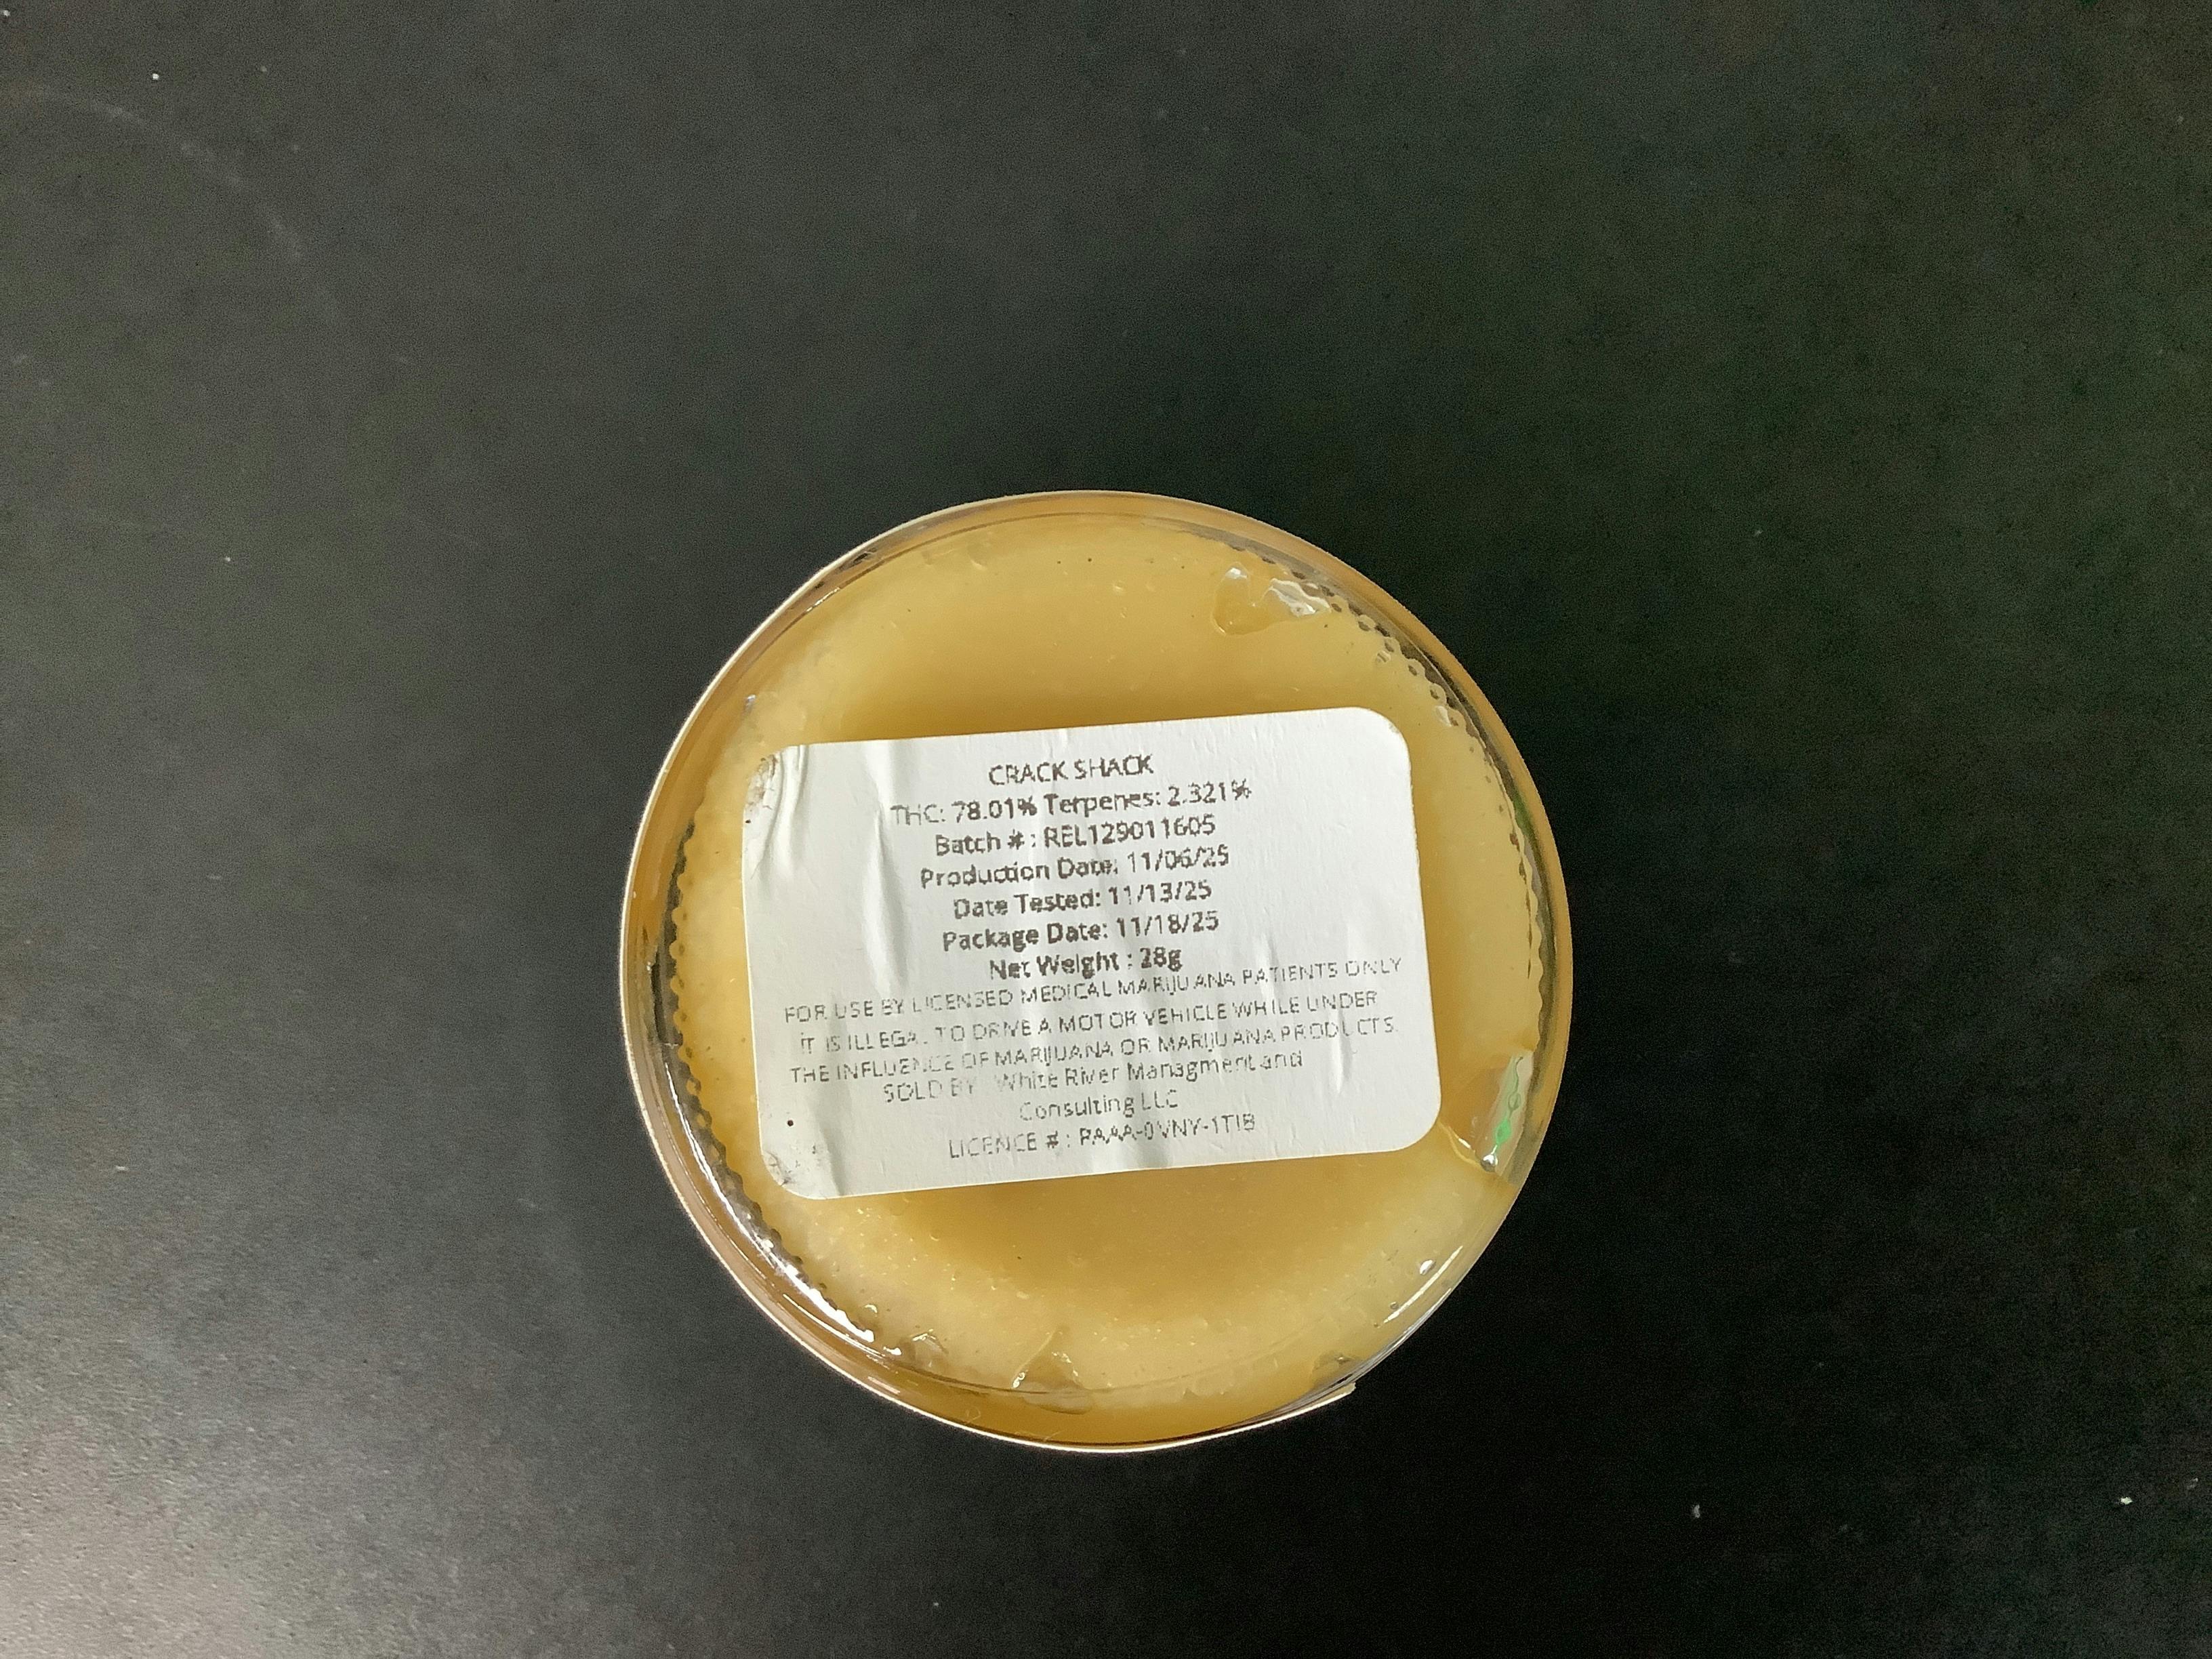 CRACK SHACK
THC: 78.01% Terpenes: 2.321%
Batch # : REL129011605
Production Date: 11/06/25
Date Tested: 11/13/25
Package Date: 11/18/25
Net Weight : 28g
FOR USE BY LICENSED MEDICAL MARIJUANA PATIENTS ONLY
IT IS ILLEGAL TO DRIVE A MOTOR VEHICLE WHILE UNDER
THE INFLUENCE OF MARIJUANA OR MARIJUANA PRODUCTS.
SOLD BY White River Managment and
Consulting LLC
LICENCE # : PAAA-0VNY-1TIB